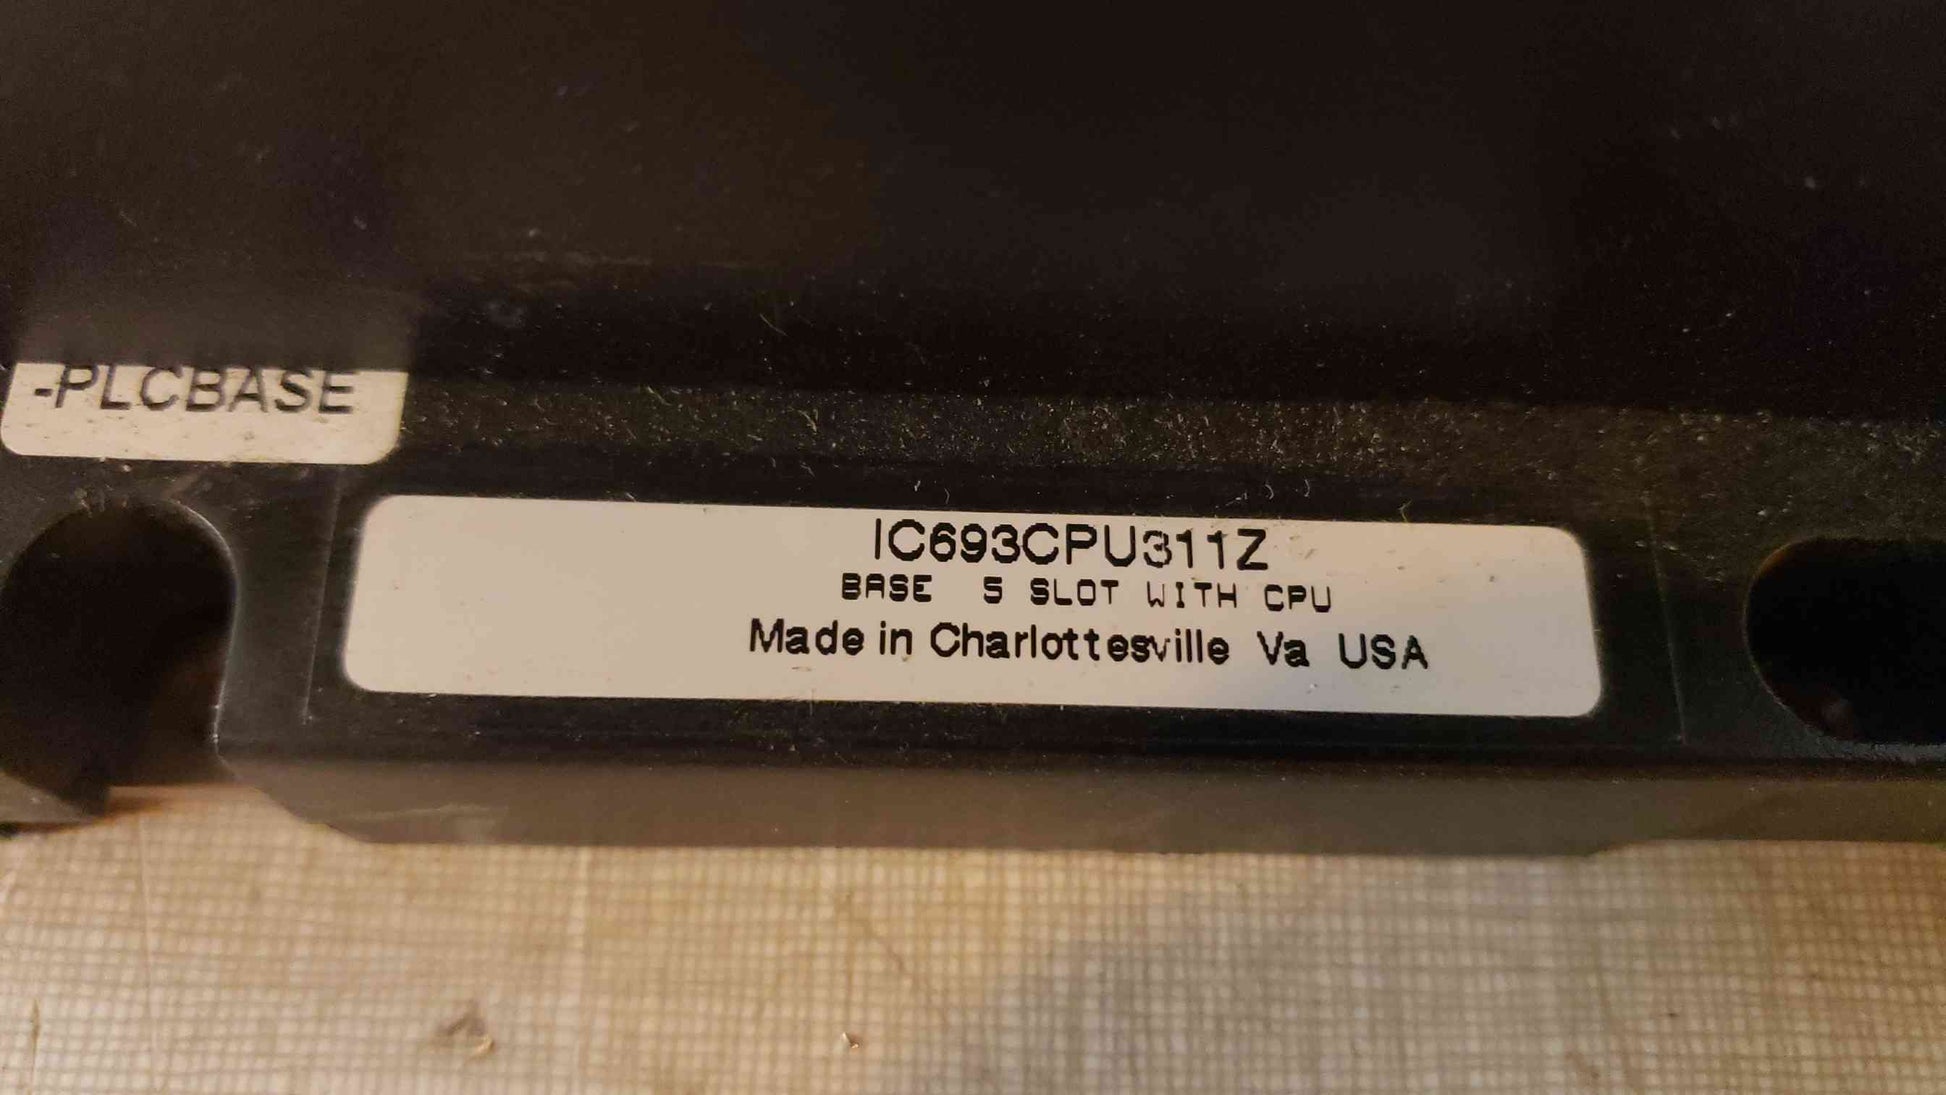 -PLCBASE
IC693CPU311Z
BASE 5 SLOT WITH CPU
Made in Charlottesville Va USA